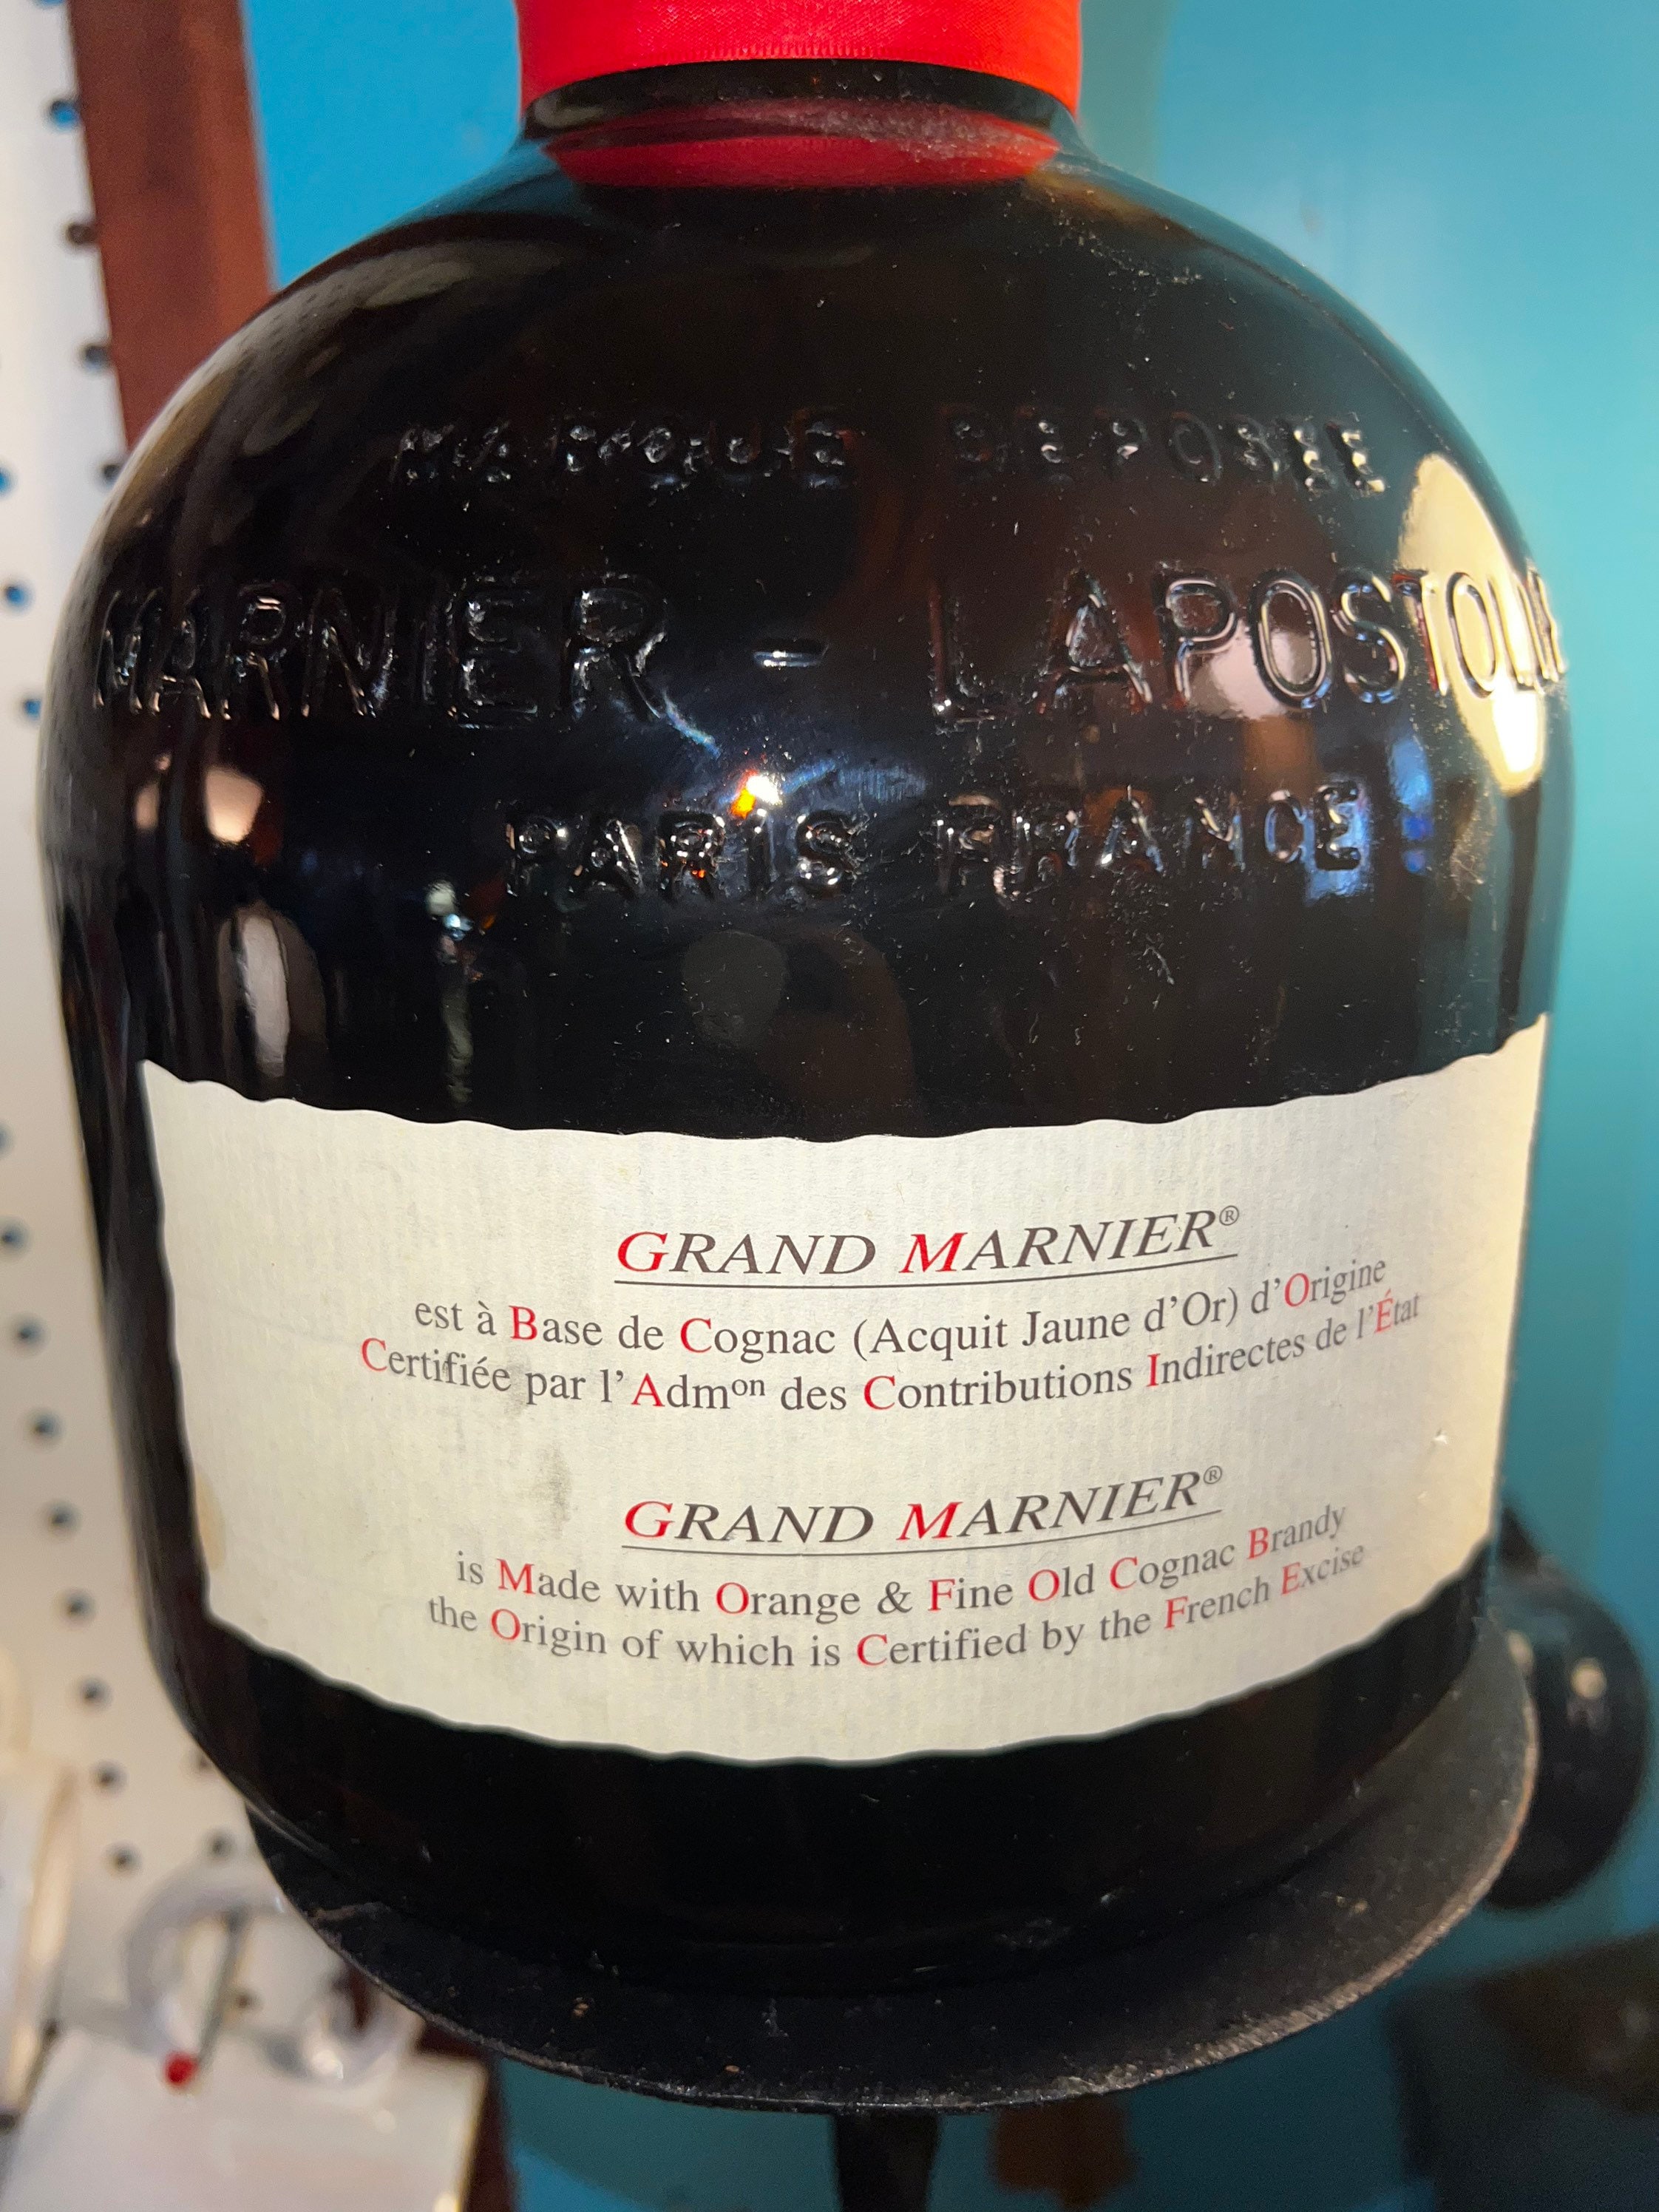 MARQUE DEPOSEE
MARNIER - LAPOSTOLLE
PARIS FRANCE
GRAND MARNIER®
est à Base de Cognac (Acquit Jaune d'Or) d'Origine
Certifiée par l'Admᵒⁿ des Contributions Indirectes de l'État
GRAND MARNIER®
is Made with Orange & Fine Old Cognac Brandy
the Origin of which is Certified by the French Excise